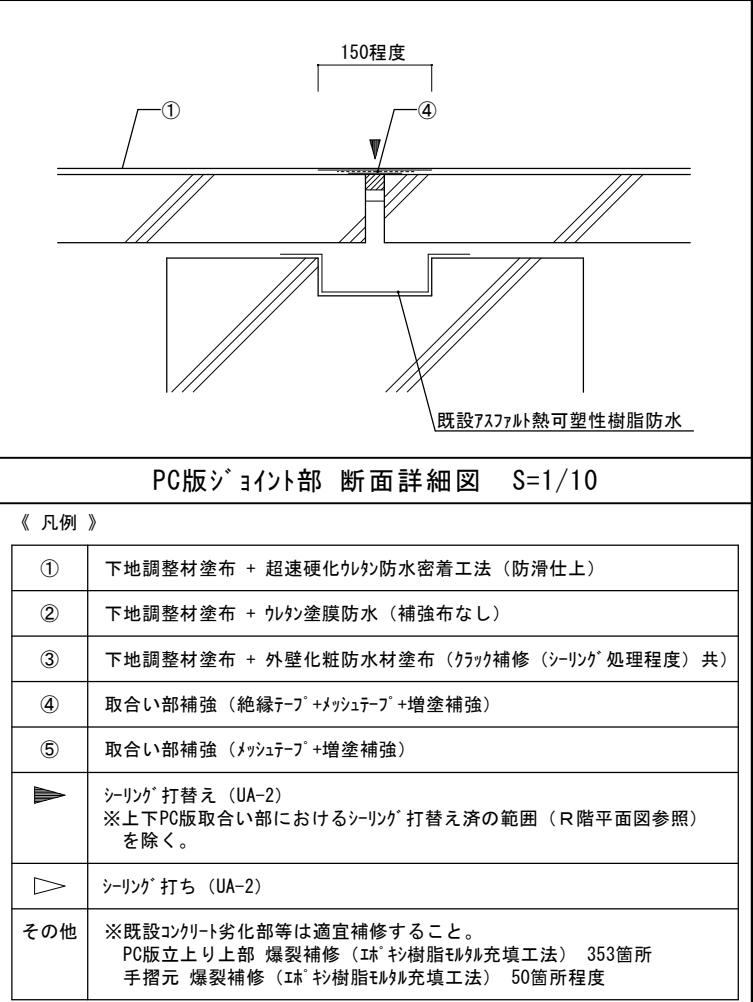 150程度
①
④
既設ｱｽﾌｧﾙﾄ熱可塑性樹脂防水
PC版ｼﾞｮｲﾝﾄ部 断面詳細図 S=1/10
《 凡例 》
① 下地調整材塗布 + 超速硬化ｳﾚﾀﾝ防水密着工法（防滑仕上）
② 下地調整材塗布 + ｳﾚﾀﾝ塗膜防水（補強布なし）
③ 下地調整材塗布 + 外壁化粧防水材塗布（ｸﾗｯｸ補修（ｼｰﾘﾝｸﾞ処理程度）共）
④ 取合い部補強（絶縁ﾃｰﾌﾟ+ﾒｯｼｭﾃｰﾌﾟ+増塗補強）
⑤ 取合い部補強（ﾒｯｼｭﾃｰﾌﾟ+増塗補強）
ｼｰﾘﾝｸﾞ打替え（UA-2）
※上下PC版取合い部におけるｼｰﾘﾝｸﾞ打替え済の範囲（Ｒ階平面図参照）
を除く。
ｼｰﾘﾝｸﾞ打ち（UA-2）
その他 ※既設ｺﾝｸﾘｰﾄ劣化部等は適宜補修すること。
PC版立上り上部 爆裂補修（ｴﾎﾟｷｼ樹脂ﾓﾙﾀﾙ充填工法） 353箇所
手摺元 爆裂補修（ｴﾎﾟｷｼ樹脂ﾓﾙﾀﾙ充填工法） 50箇所程度